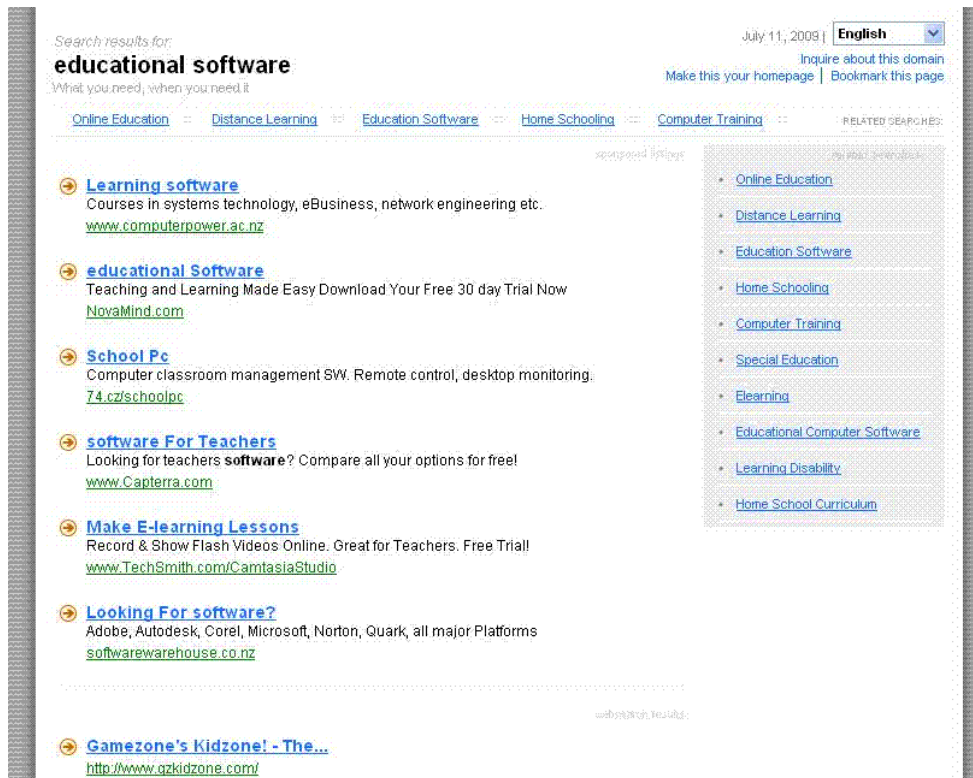 Search results for:
educational software
What you need, when you need it
July 11, 2009 | English
Inquire about this domain
Make this your homepage | Bookmark this page
Online Education :: Distance Learning :: Education Software :: Home Schooling :: Computer Training :: RELATED SEARCHES:
sponsored listings
Learning software
Courses in systems technology, eBusiness, network engineering etc.
www.computerpower.ac.nz
educational Software
Teaching and Learning Made Easy Download Your Free 30 day Trial Now
NovaMind.com
School Pc
Computer classroom management SW. Remote control, desktop monitoring.
74.cz/schoolpc
software For Teachers
Looking for teachers software? Compare all your options for free!
www.Capterra.com
Make E-learning Lessons
Record & Show Flash Videos Online. Great for Teachers. Free Trial!
www.TechSmith.com/CamtasiaStudio
Looking For software?
Adobe, Autodesk, Corel, Microsoft, Norton, Quark, all major Platforms
softwarewarehouse.co.nz
Gamezone's Kidzone! - The...
http://www.gzkidzone.com/
Online Education
Distance Learning
Education Software
Home Schooling
Computer Training
Special Education
Elearning
Educational Computer Software
Learning Disability
Home School Curriculum